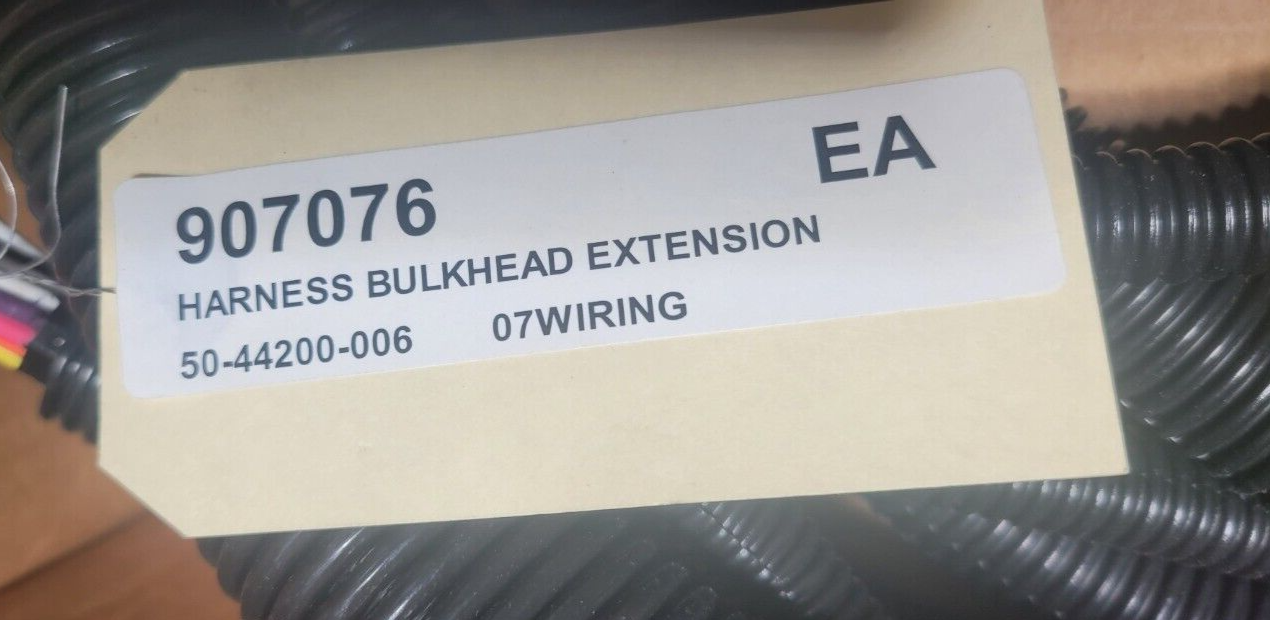 907076 EA
HARNESS BULKHEAD EXTENSION
50-44200-006 07WIRING